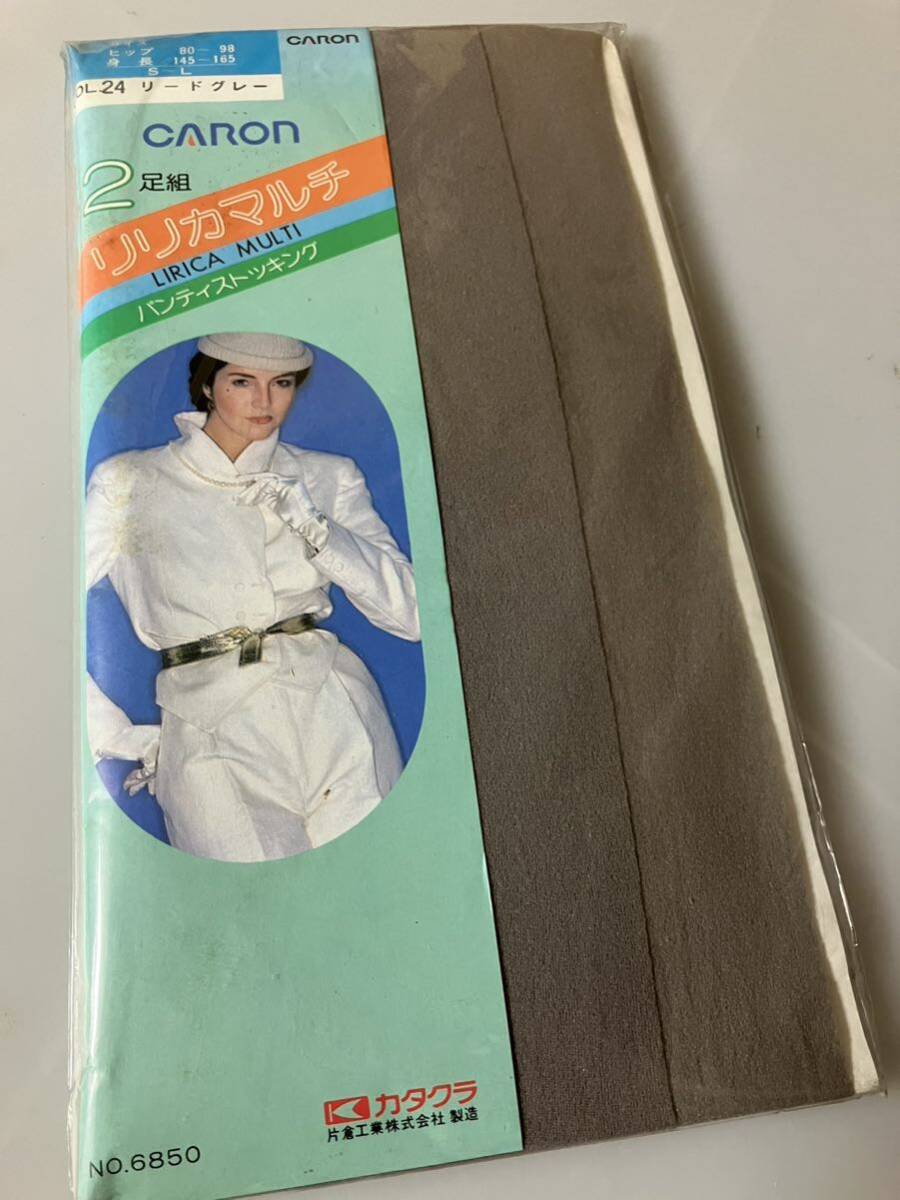 サイズ
ヒップ 80～98
身長 145～165
S～L
OL.24 リードグレー
CARON
CARON
2足組
リリカマルチ
LIRICA MULTI
パンティストッキング
カタクラ
片倉工業株式会社 製造
NO.6850